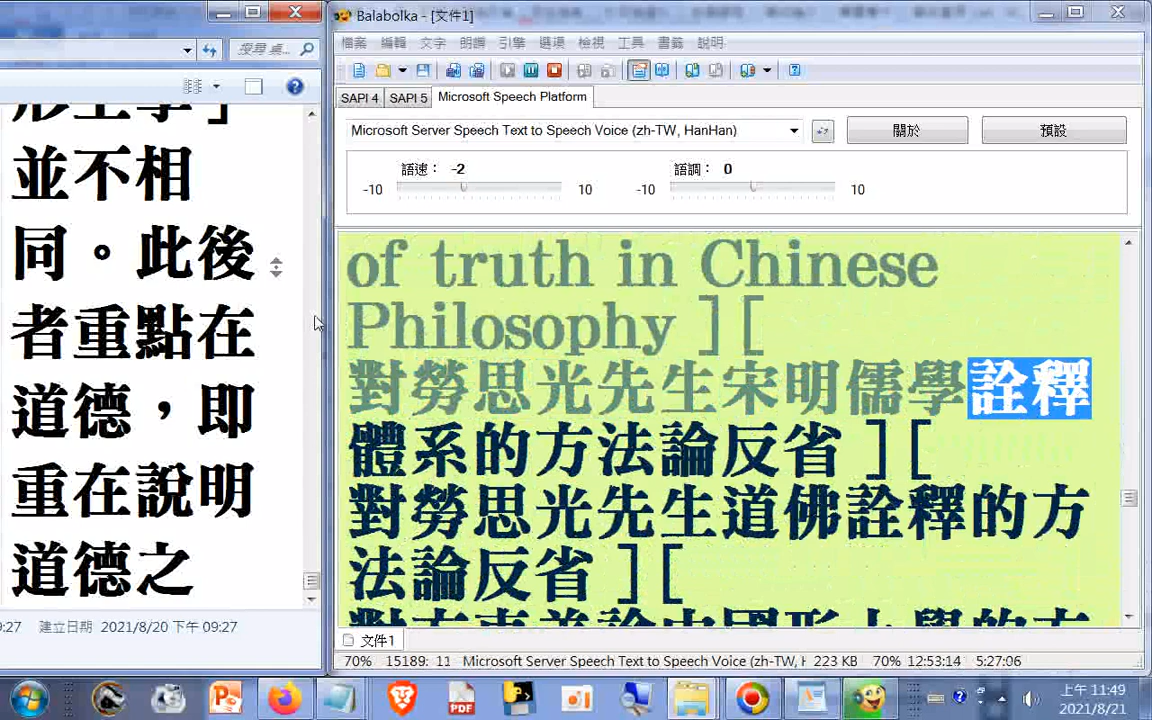 Balabolka - [文件1]
搜尋 桌...
檔案 編輯 文字 朗讀 引擎 選項 檢視 工具 書籤 說明
SAPI 4 SAPI 5 Microsoft Speech Platform
Microsoft Server Speech Text to Speech Voice (zh-TW, HanHan) 關於 預設
語速： -2 語調： 0
-10 10 -10 10
形上學」
並不相
同。此後
者重點在
道德，即
重在說明
道德之
9:27 建立日期 2021/8/20 下午 09:27
of truth in Chinese
Philosophy ][
對勞思光先生宋明儒學詮釋
體系的方法論反省 ][
對勞思光先生道佛詮釋的方
法論反省 ][
文件1
70% 15189: 11 Microsoft Server Speech Text to Speech Voice (zh-TW, H 223 KB 70% 12:53:14 5:27:06
上午 11:49
2021/8/21